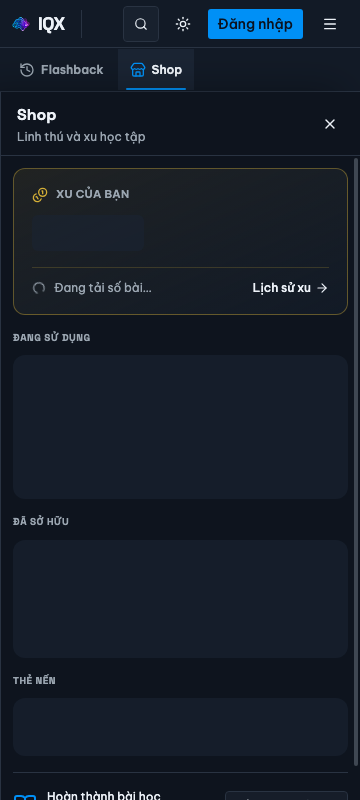 IQX
Đăng nhập
Flashback
Shop
Shop
Linh thú và xu học tập
XU CỦA BẠN
Đang tải số bài...
Lịch sử xu
ĐANG SỬ DỤNG
ĐÃ SỞ HỮU
THẺ NỀN
Hoàn thành bài học